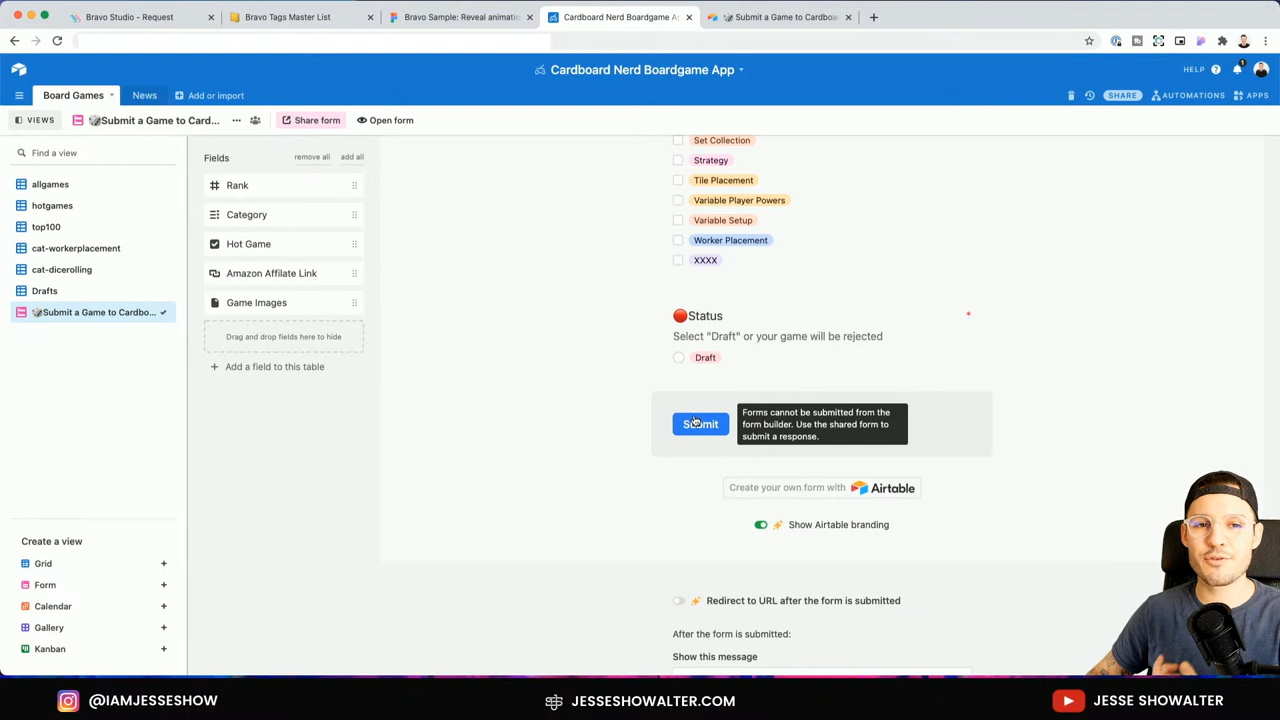 Bravo Studio - Request
Bravo Tags Master List
Bravo Sample: Reveal animatio
Cardboard Nerd Boardgame Ap
Submit a Game to Cardboa
Cardboard Nerd Boardgame App
HELP
1
Board Games
News
Add or import
SHARE
AUTOMATIONS
APPS
VIEWS
Submit a Game to Card...
Share form
Open form
Find a view
allgames
hotgames
top100
cat-workerplacement
cat-dicerolling
Drafts
Submit a Game to Cardbo...
Create a view
Grid
Form
Calendar
Gallery
Kanban
Fields
remove all
add all
Rank
Category
Hot Game
Amazon Affilate Link
Game Images
Drag and drop fields here to hide
Add a field to this table
Set Collection
Strategy
Tile Placement
Variable Player Powers
Variable Setup
Worker Placement
XXXX
Status
Select "Draft" or your game will be rejected
Draft
Submit
Forms cannot be submitted from the
form builder. Use the shared form to
submit a response.
Create your own form with Airtable
Show Airtable branding
Redirect to URL after the form is submitted
After the form is submitted:
Show this message
@IAMJESSESHOW
JESSESHOWALTER.COM
JESSE SHOWALTER